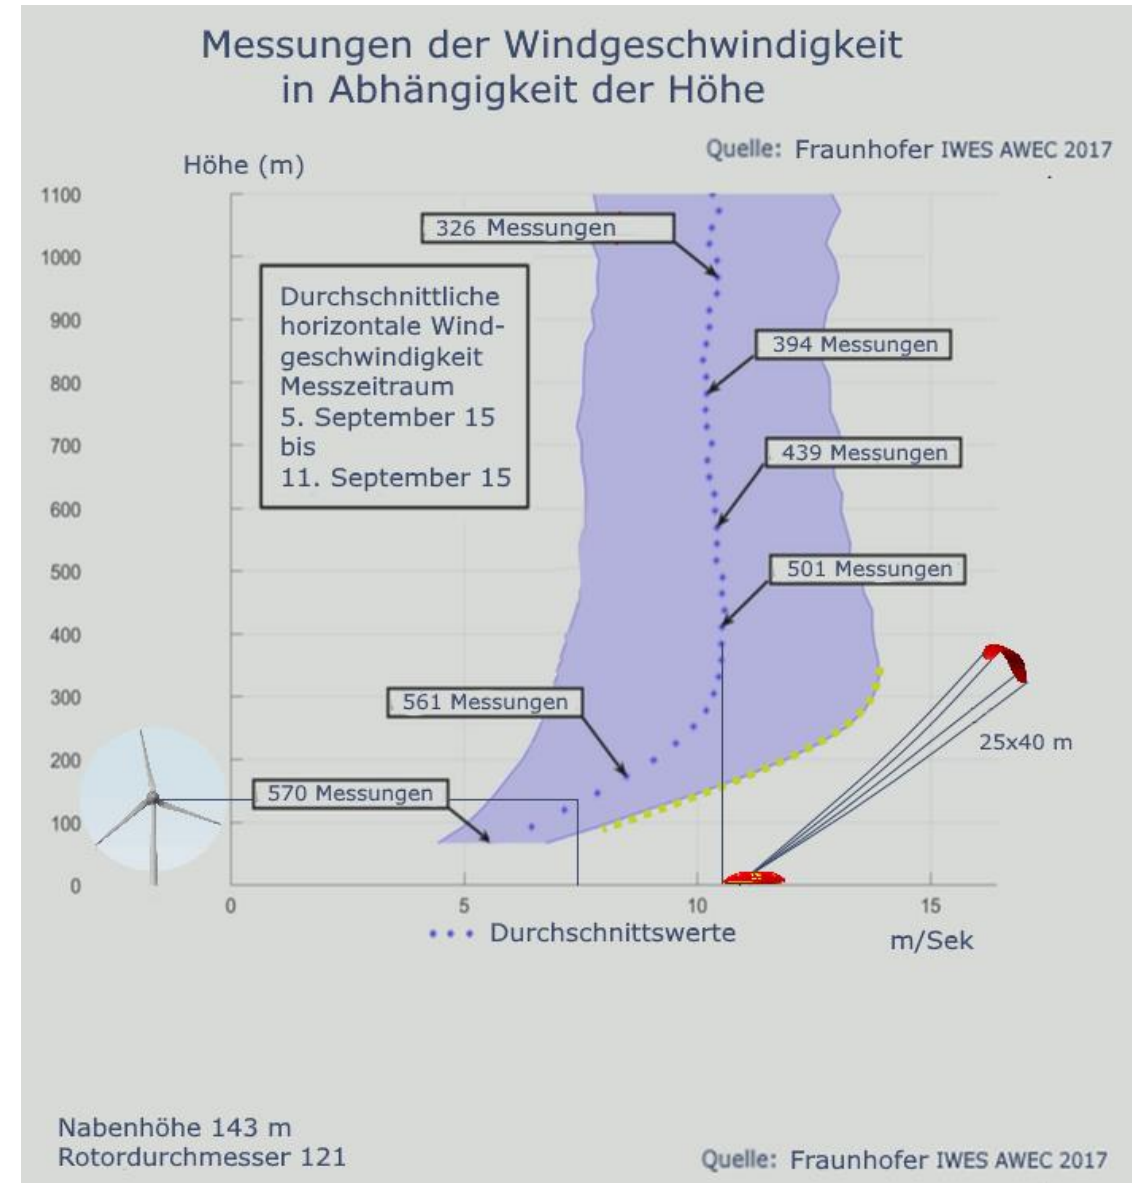 Messungen der Windgeschwindigkeit
in Abhängigkeit der Höhe
Quelle: Fraunhofer IWES AWEC 2017
Höhe (m)
1100
326 Messungen
1000
Durchschnittliche
horizontale Wind-
geschwindigkeit
Messzeitraum
5. September 15
bis
11. September 15
900
394 Messungen
800
700
439 Messungen
600
500
501 Messungen
400
300
561 Messungen
25x40 m
200
570 Messungen
100
0
0 5 10 15
Durchschnittswerte
m/Sek
Nabenhöhe 143 m
Rotordurchmesser 121
Quelle: Fraunhofer IWES AWEC 2017